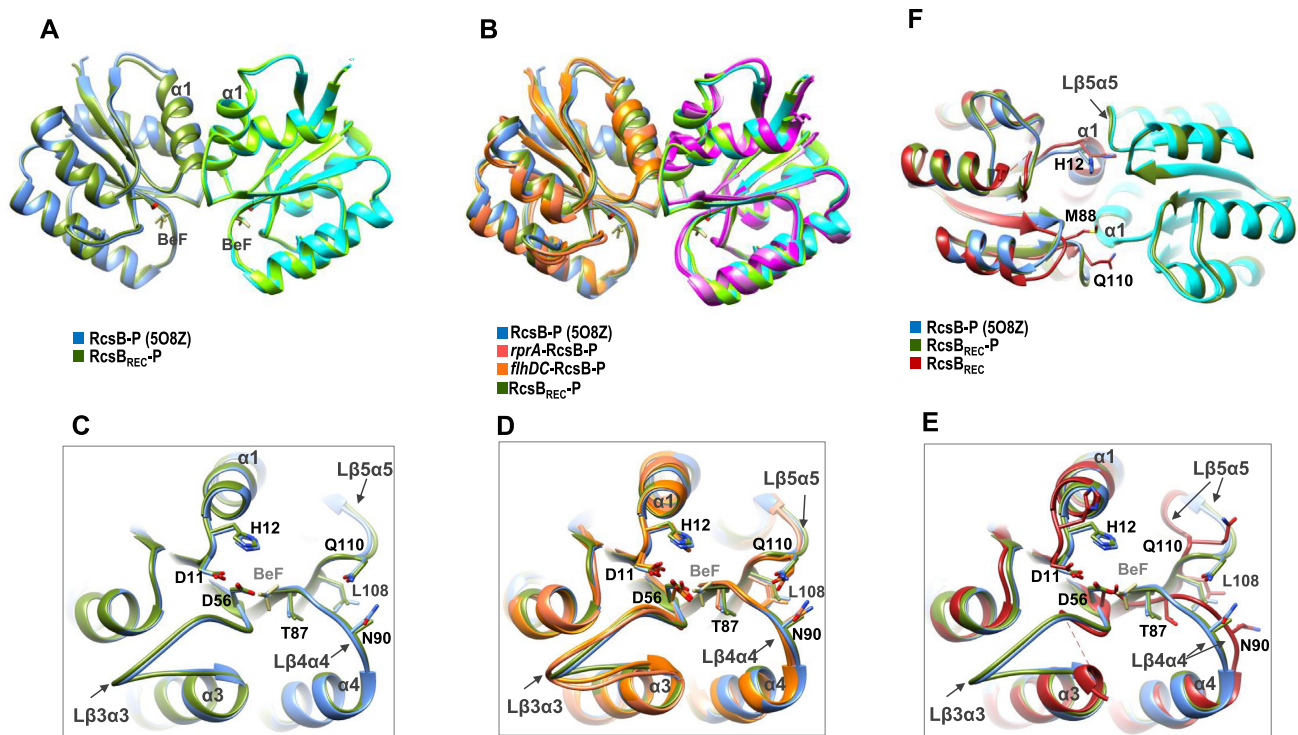 A
α1
α1
BeF
BeF
RcsB-P (5O8Z)
RcsBREC-P
B
RcsB-P (5O8Z)
rprA-RcsB-P
flhDC-RcsB-P
RcsBREC-P
F
Lβ5α5
α1
H12
M88
α1
Q110
RcsB-P (5O8Z)
RcsBREC-P
RcsBREC
C
α1
Lβ5α5
H12
Q110
D11
BeF
L108
D56
T87
N90
Lβ4α4
α3
α4
Lβ3α3
D
Lβ5α5
α1
H12
Q110
D11
BeF
L108
D56
T87
N90
Lβ4α4
α3
α4
Lβ3α3
E
α1
Lβ5α5
H12
Q110
D11
BeF
L108
D56
T87
N90
Lβ4α4
α3
α4
Lβ3α3